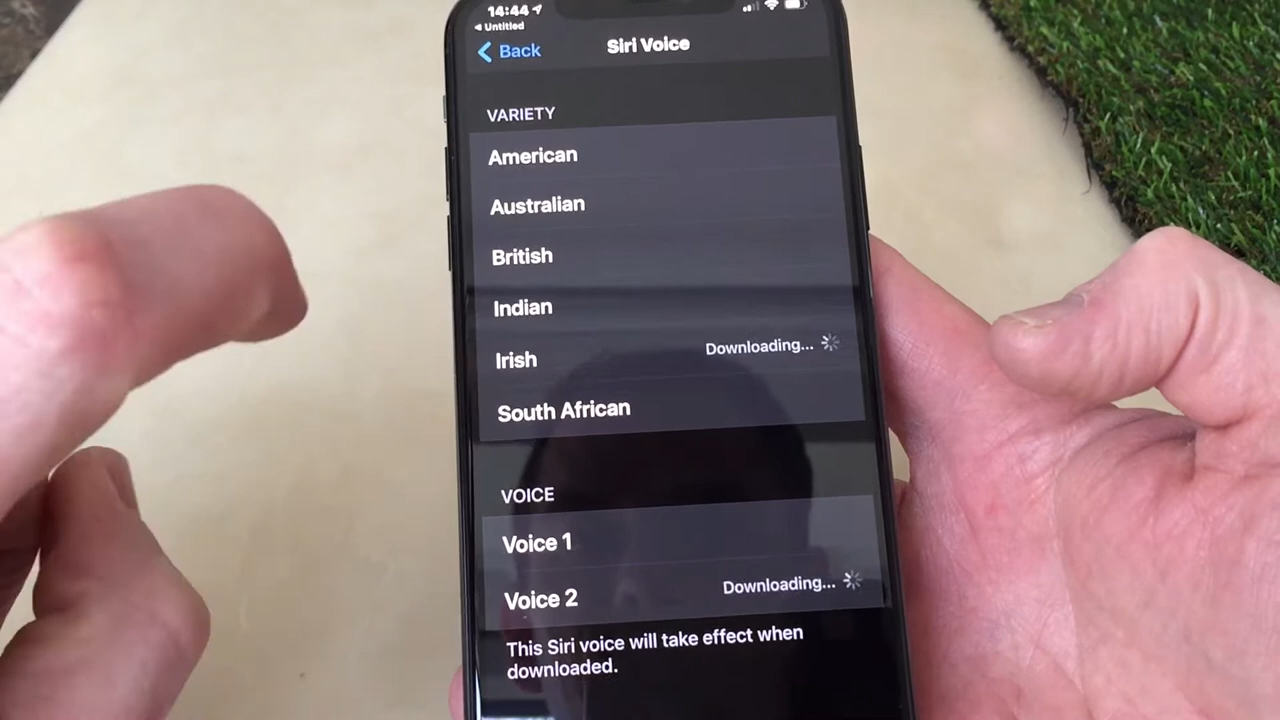 14:44
Untitled
Back
Siri Voice
VARIETY
American
Australian
British
Indian
Irish Downloading...
South African
VOICE
Voice 1
Voice 2 Downloading...
This Siri voice will take effect when
downloaded.